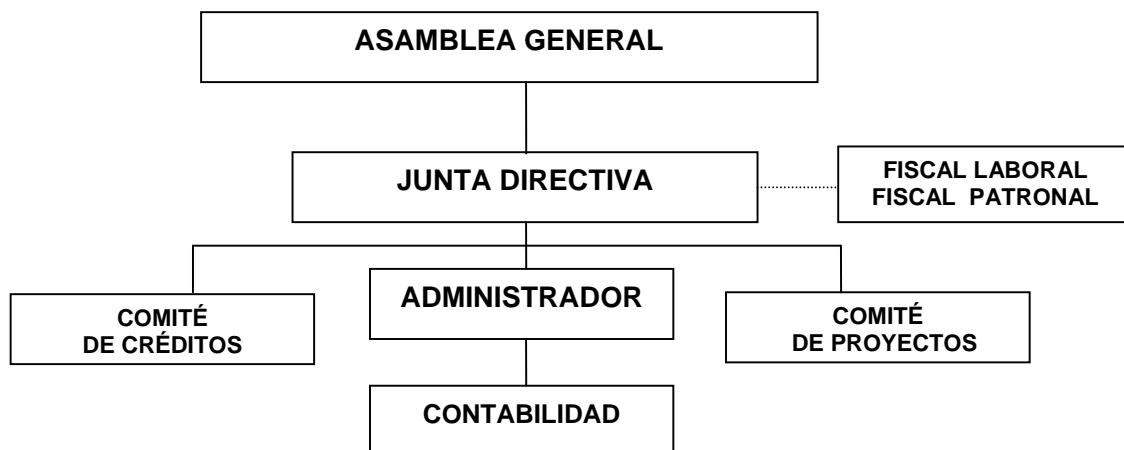 ASAMBLEA GENERAL
JUNTA DIRECTIVA
FISCAL LABORAL
FISCAL PATRONAL
ADMINISTRADOR
COMITÉ
DE CRÉDITOS
COMITÉ
DE PROYECTOS
CONTABILIDAD